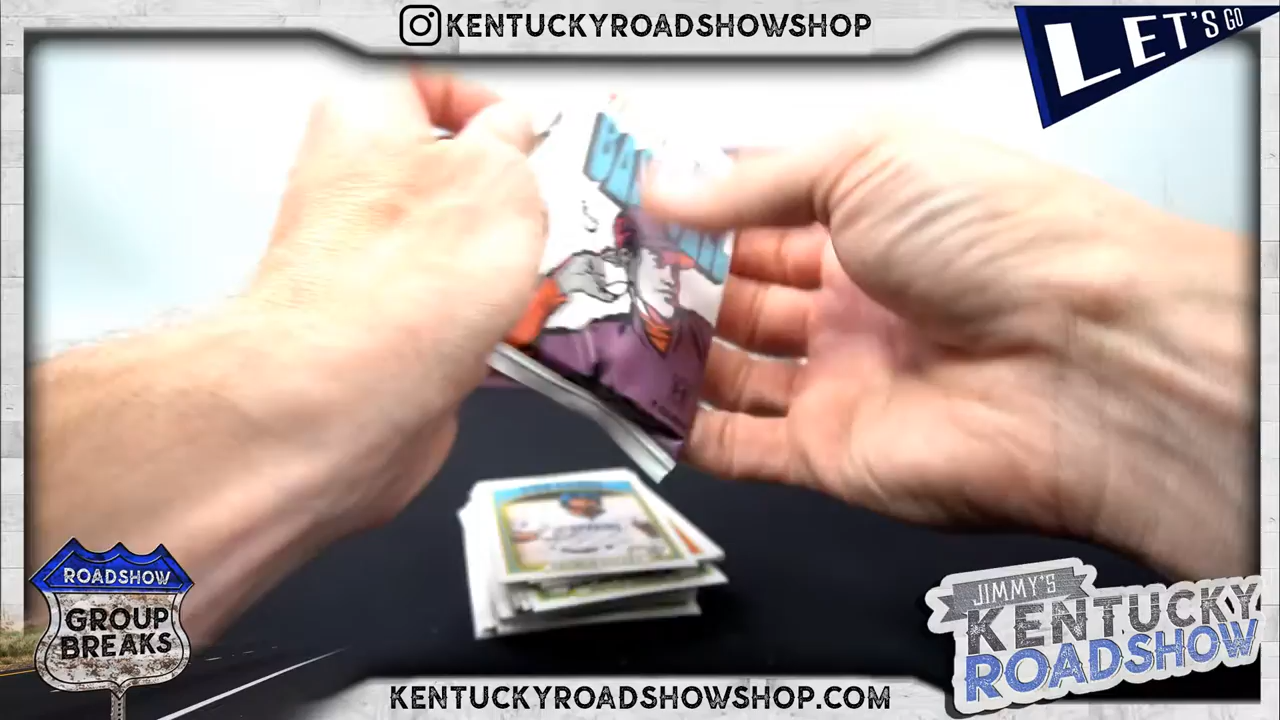 KENTUCKYROADSHOWSHOP
LET'S GO
ROADSHOW
GROUP
BREAKS
JIMMY'S
KENTUCKY
ROADSHOW
KENTUCKYROADSHOWSHOP.COM